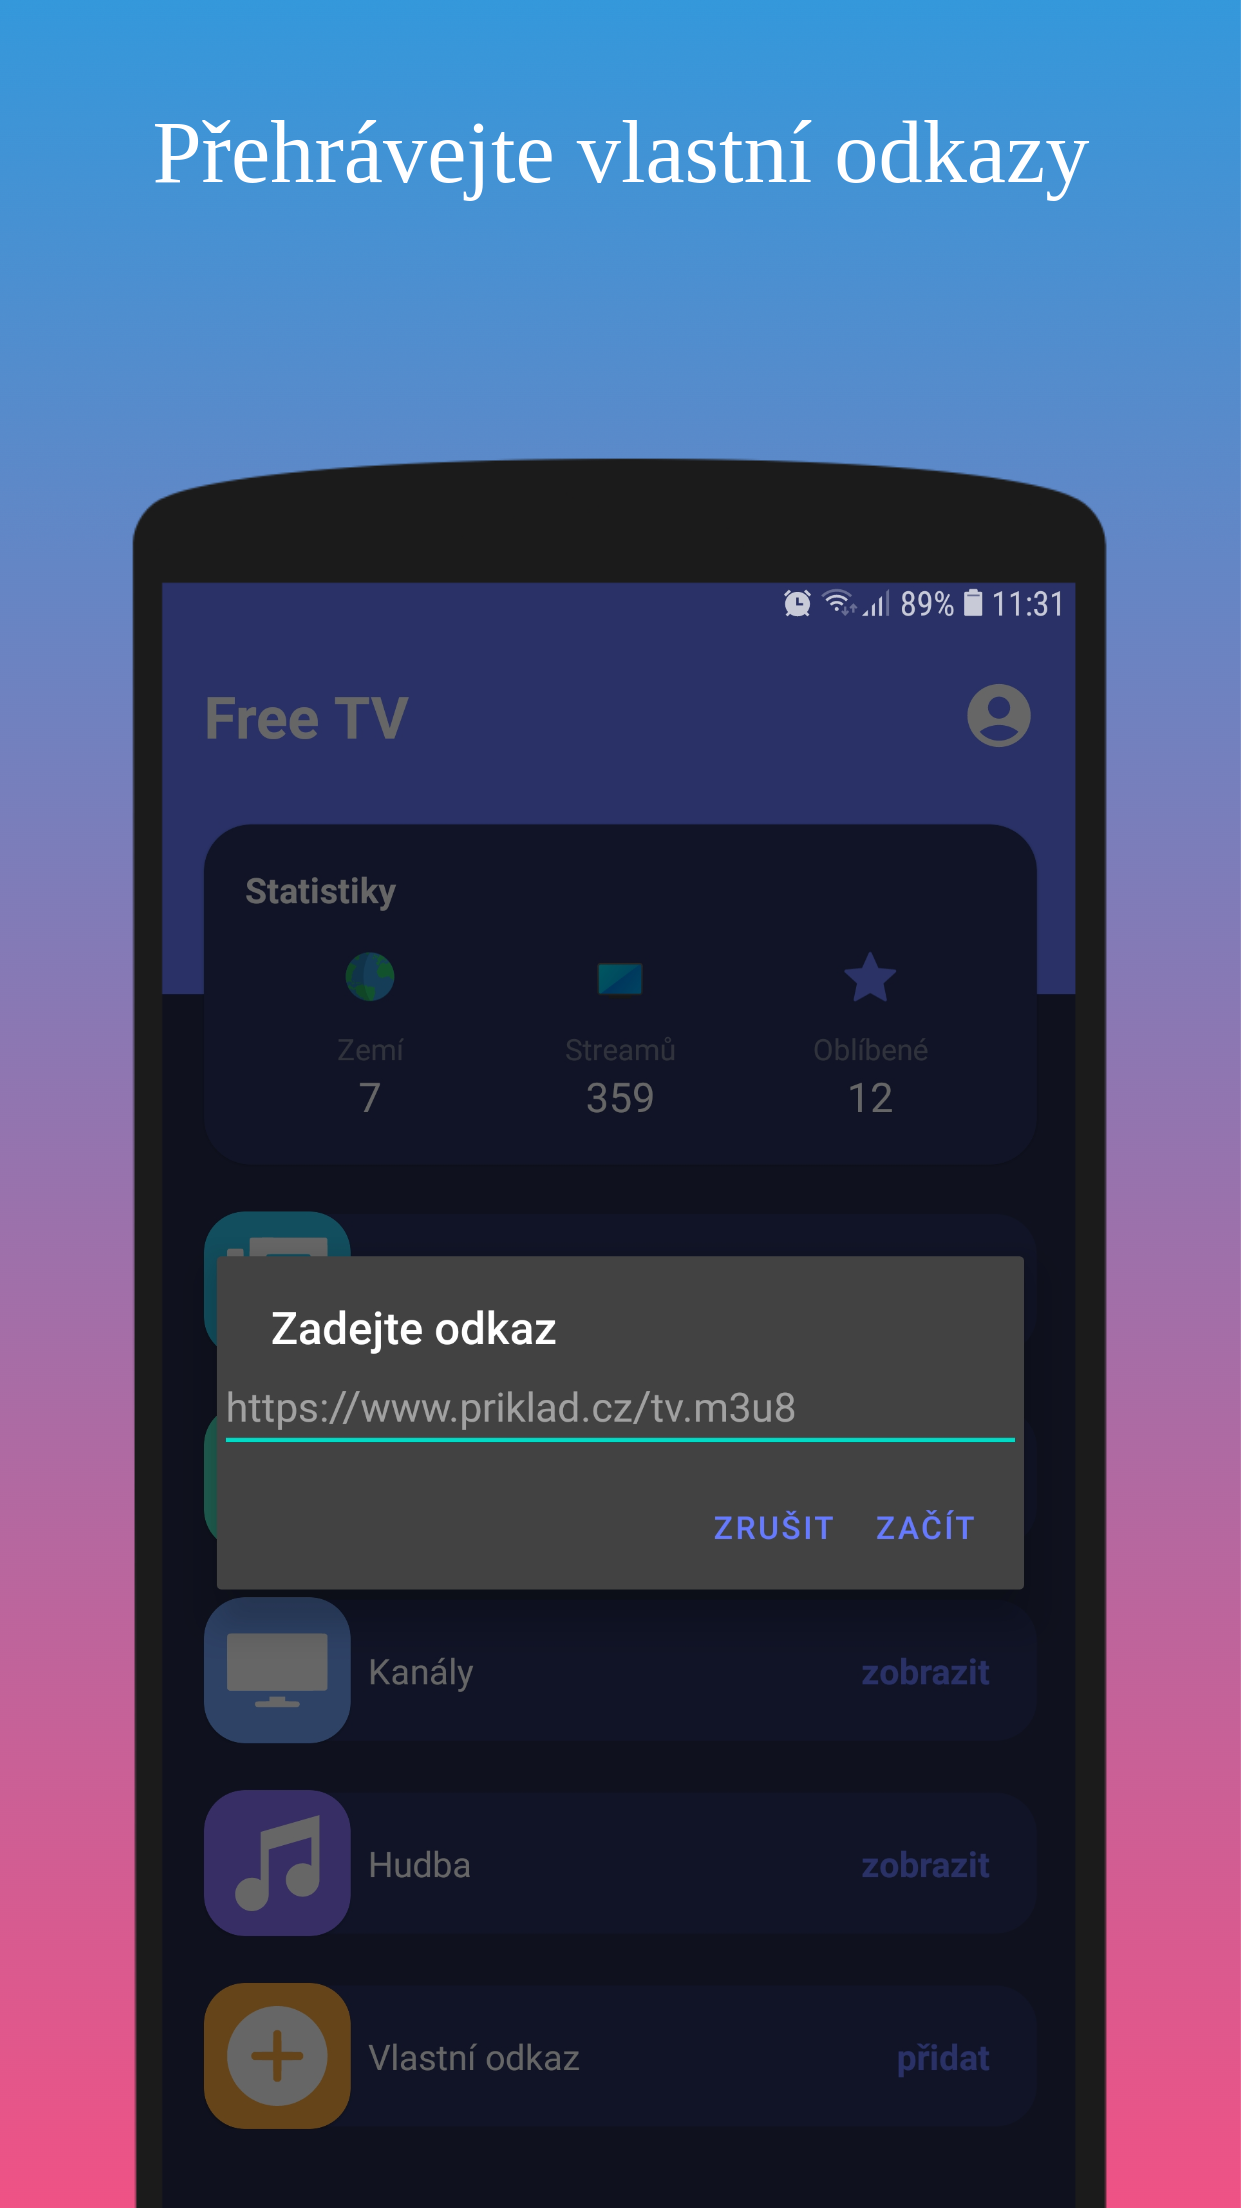 Přehrávejte vlastní odkazy
89% 11:31
Free TV
Statistiky
Zemí Streamů Oblíbené
7 359 12
Zadejte odkaz
https://www.priklad.cz/tv.m3u8
ZRUŠIT ZAČÍT
Kanály zobrazit
Hudba zobrazit
Vlastní odkaz přidat